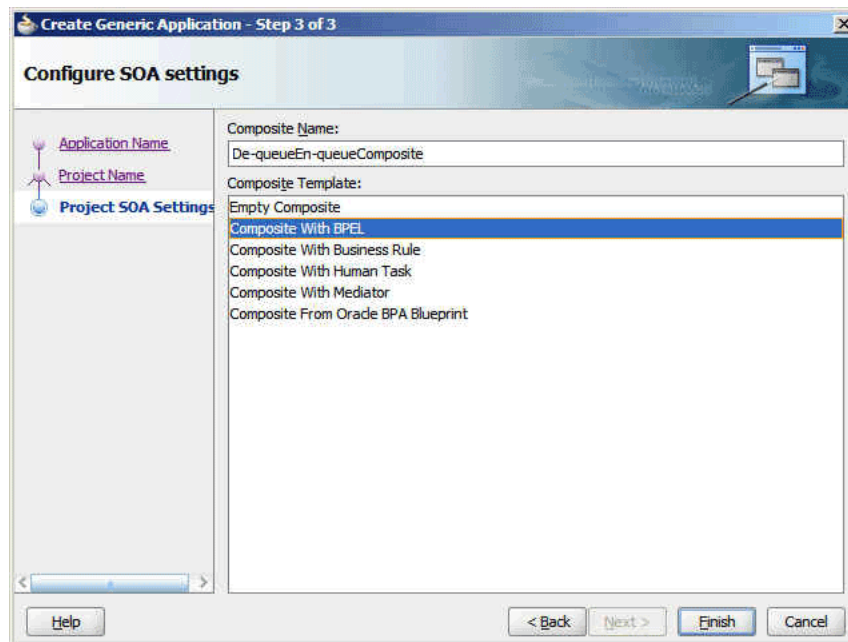 Create Generic Application - Step 3 of 3
Configure SOA settings
Application Name
Project Name
Project SOA Settings
Composite Name:
De-queueEn-queueComposite
Composite Template:
Empty Composite
Composite With BPEL
Composite With Business Rule
Composite With Human Task
Composite With Mediator
Composite From Oracle BPA Blueprint
Help
< Back
Next >
Finish
Cancel